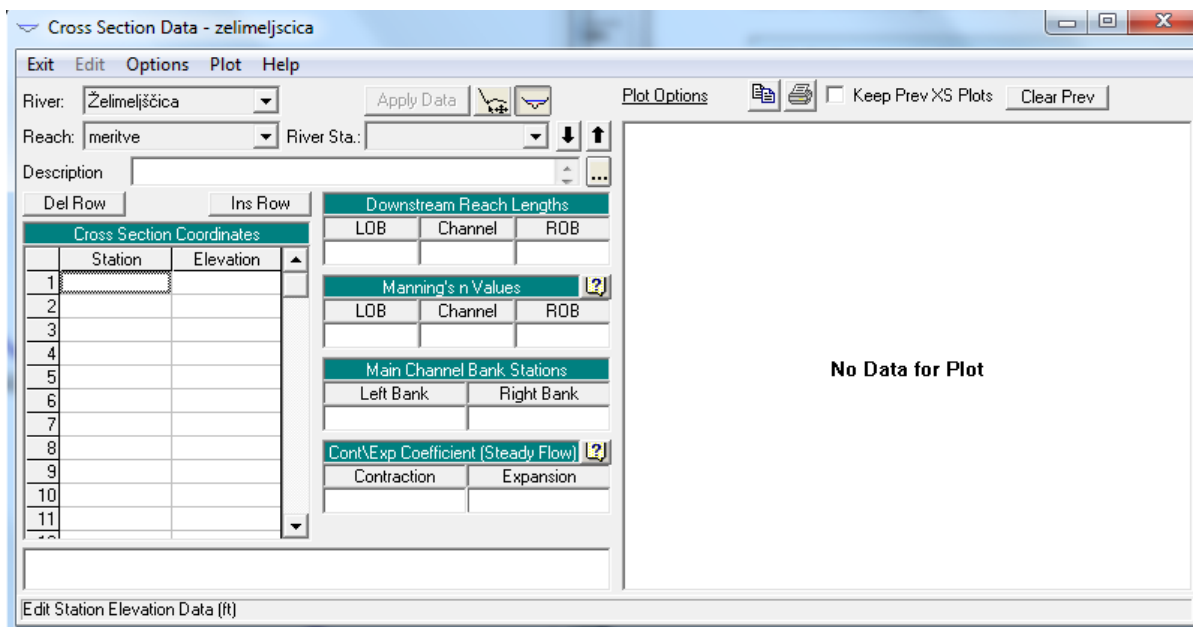 Cross Section Data - zelimeljscica
Exit Edit Options Plot Help
River: Želimeljščica Apply Data Plot Options Keep Prev XS Plots Clear Prev
Reach: meritve River Sta.:
Description ...
Del Row Ins Row
Cross Section Coordinates
Station Elevation
1
2
3
4
5
6
7
8
9
10
11
Downstream Reach Lengths
LOB Channel ROB
Manning's n Values
LOB Channel ROB
Main Channel Bank Stations
Left Bank Right Bank
Cont\Exp Coefficient (Steady Flow)
Contraction Expansion
No Data for Plot
Edit Station Elevation Data (ft)